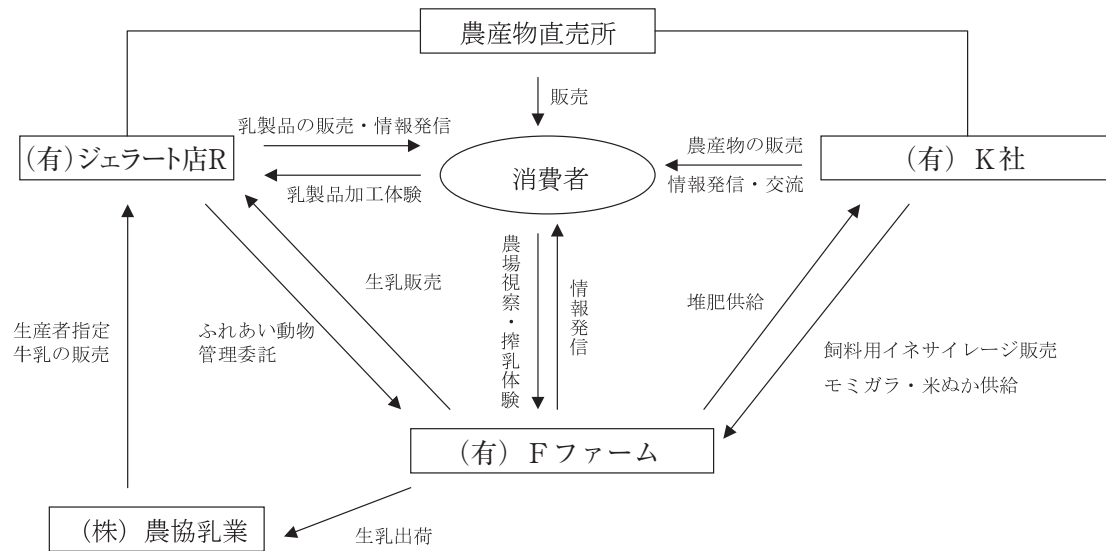 農産物直売所
販売
乳製品の販売・情報発信
(有)ジェラート店R
乳製品加工体験
消費者
農産物の販売
情報発信・交流
(有) K社
生乳販売
農場視察・搾乳体験
情報発信
堆肥供給
生産者指定
牛乳の販売
ふれあい動物
管理委託
飼料用イネサイレージ販売
モミガラ・米ぬか供給
(有) Fファーム
(株) 農協乳業
生乳出荷